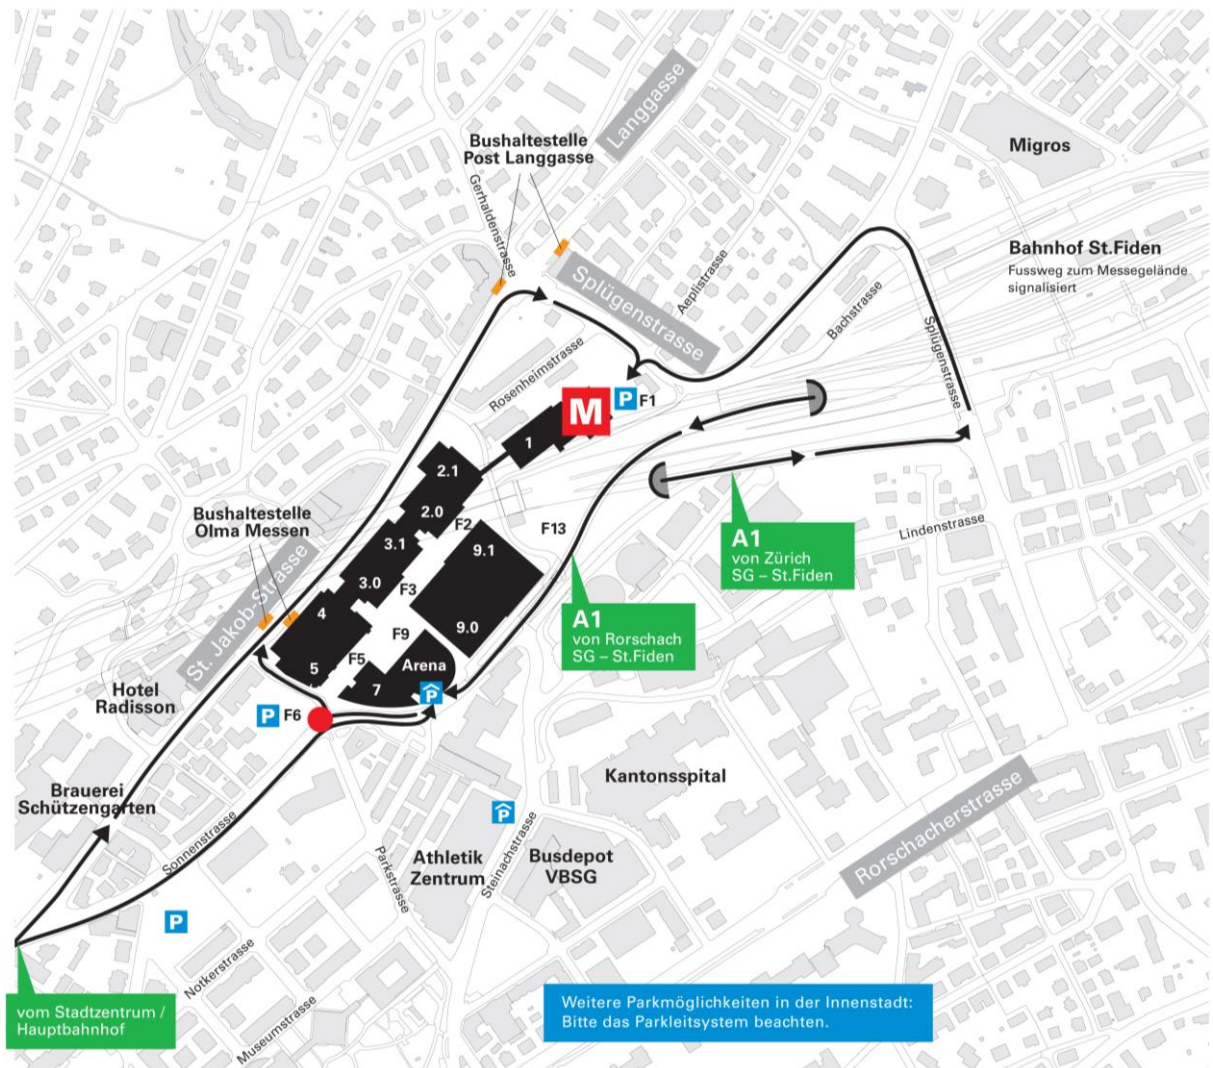 Langgasse
Migros
Bushaltestelle
Post Langgasse
Gerhaldenstrasse
Splügenstrasse
Aeplistrasse
Bahnhof St.Fiden
Fussweg zum Messegelände
signalisiert
Bachstrasse
Splügenstrasse
Rosenheimstrasse
M
P F1
1
2.1
2.0
F2
Bushaltestelle
Olma Messen
3.1
9.1
F13
Lindenstrasse
A1
von Zürich
SG – St.Fiden
3.0
F3
St. Jakob-Strasse
4
F9
9.0
A1
von Rorschach
SG – St.Fiden
5
F5
7
Arena
P
Hotel
Radisson
P F6
Kantonsspital
Brauerei
Schützengarten
Rorschacherstrasse
P
Sonnenstrasse
Parkstrasse
Athletik
Zentrum
Steinachstrasse
Busdepot
VBSG
P
Notkerstrasse
Museumstrasse
vom Stadtzentrum /
Hauptbahnhof
Weitere Parkmöglichkeiten in der Innenstadt:
Bitte das Parkleitsystem beachten.